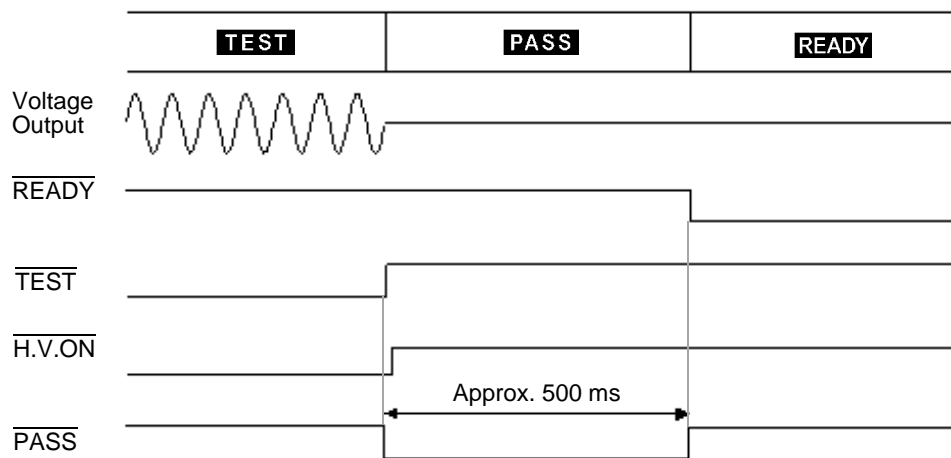 TEST PASS READY
Voltage
Output
READY
TEST
H.V.ON
Approx. 500 ms
PASS